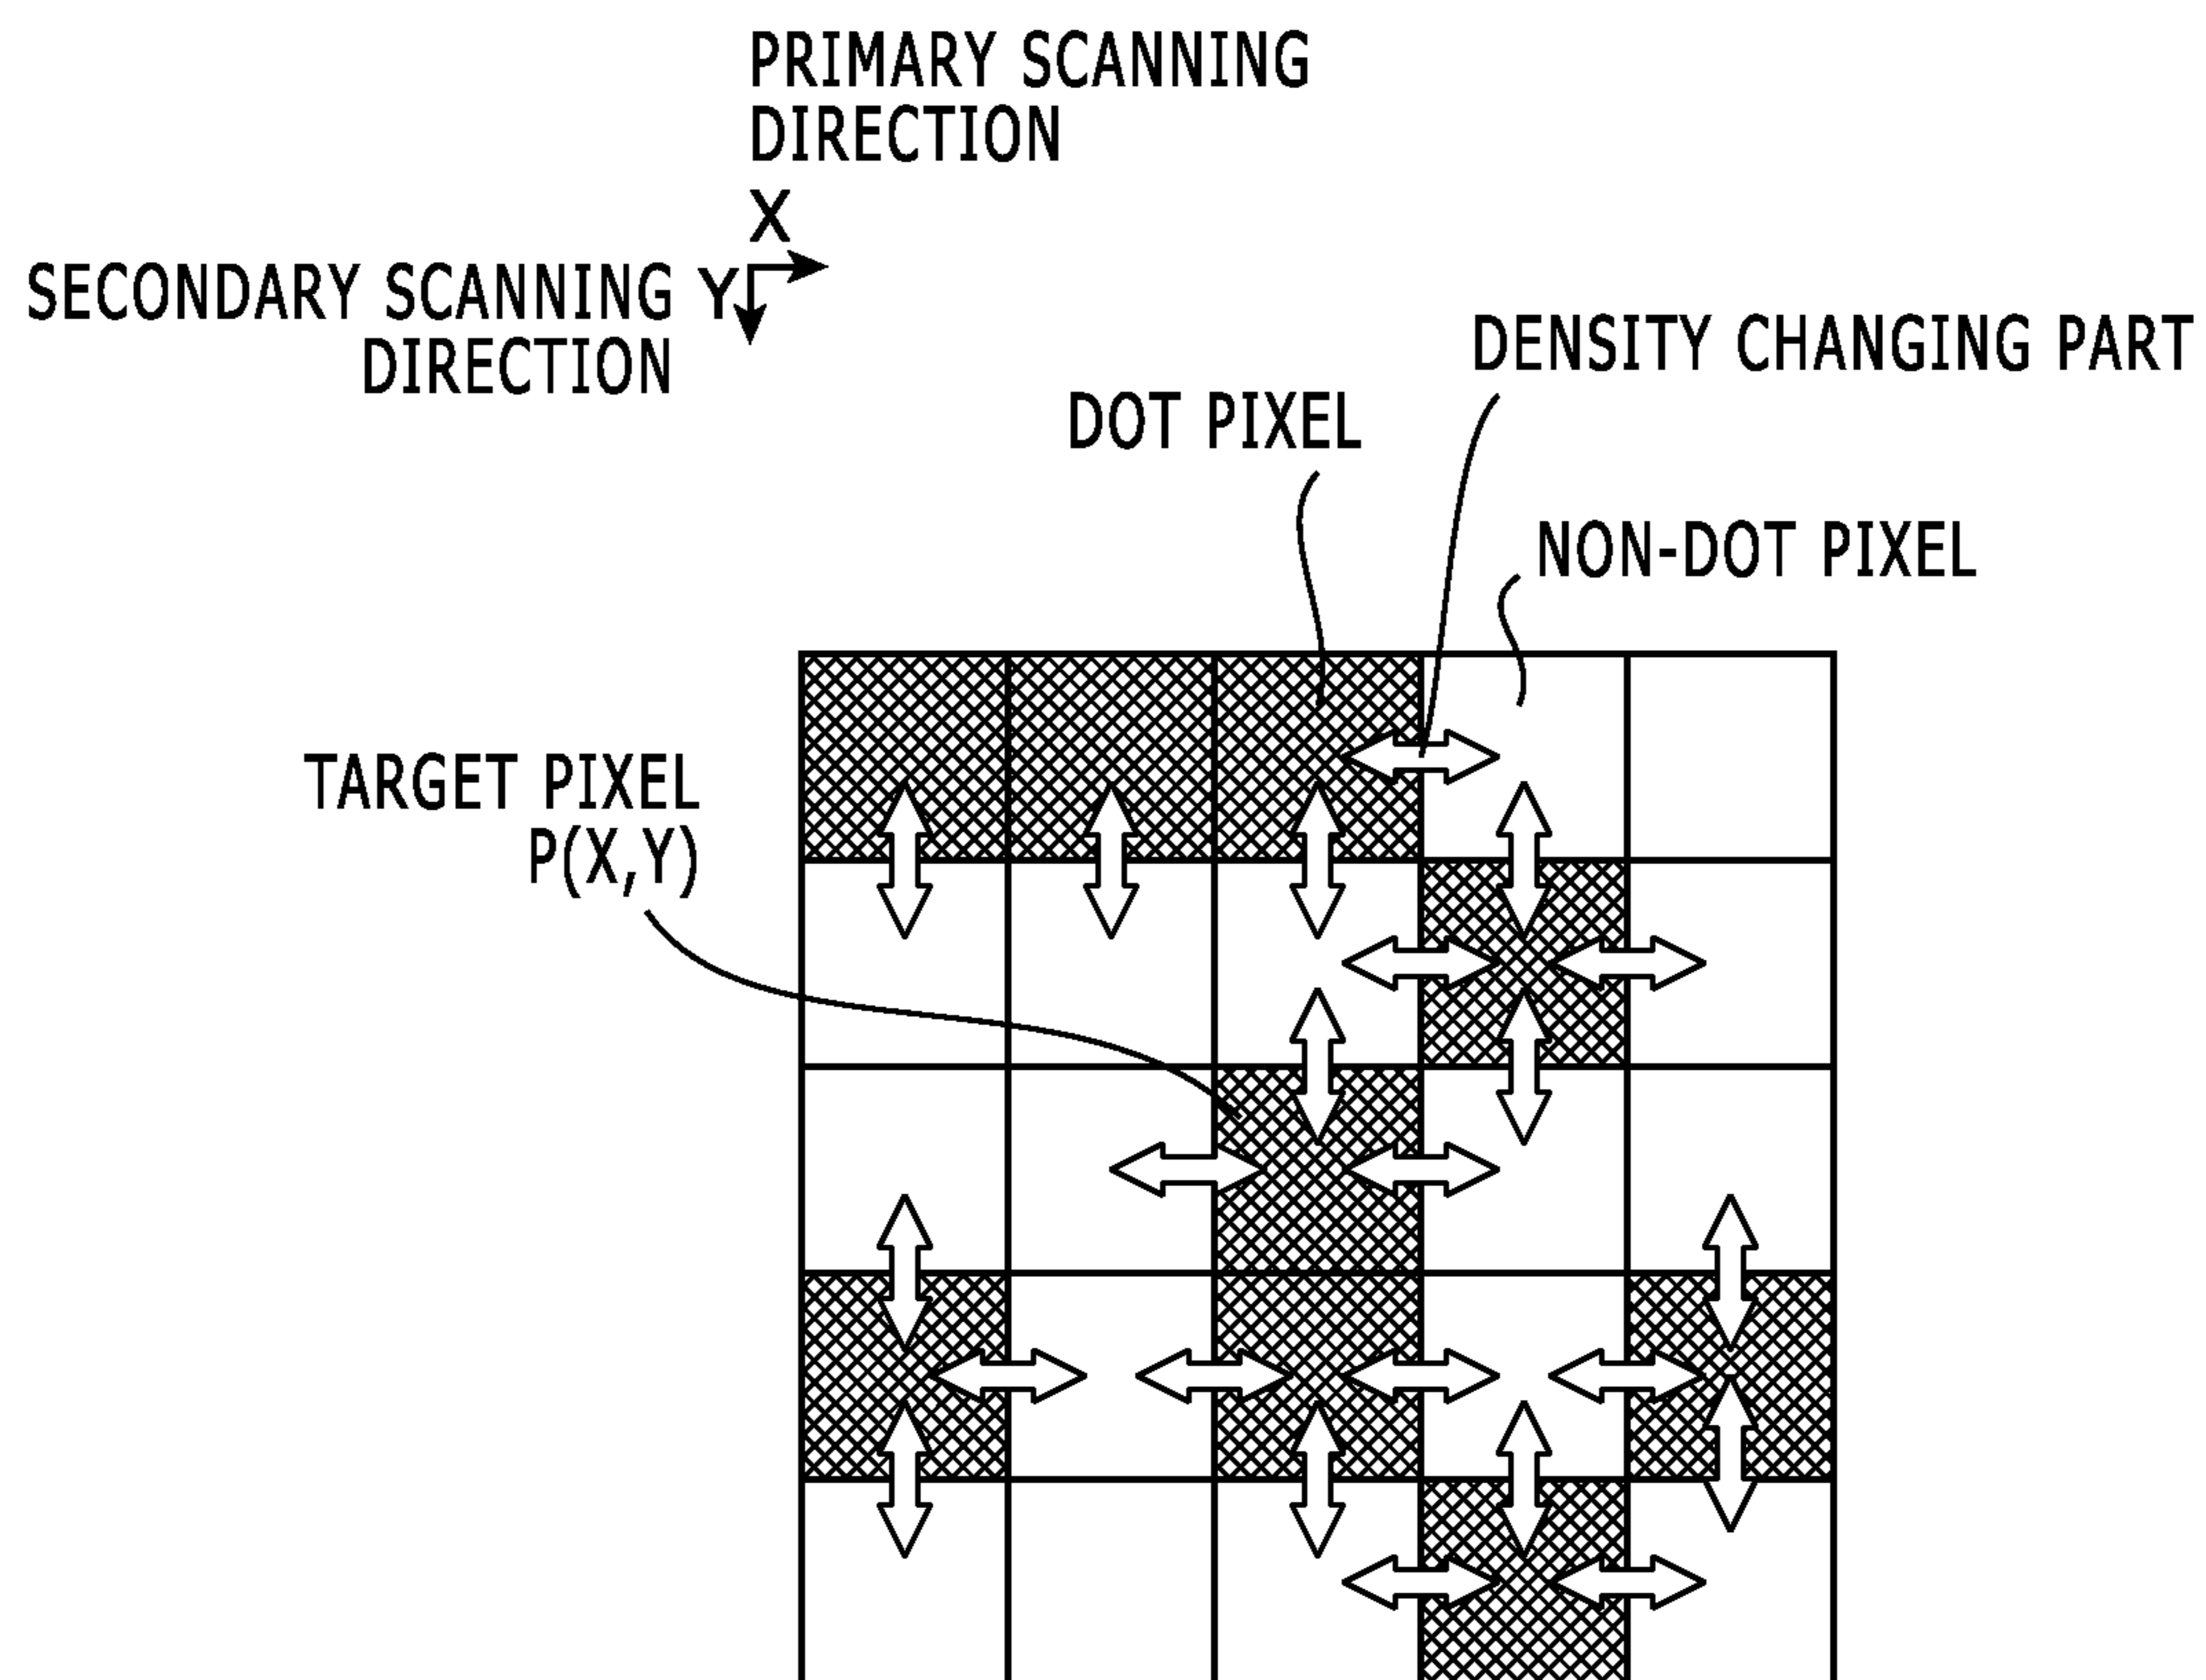 PRIMARY SCANNING
DIRECTION
X
SECONDARY SCANNING Y
DIRECTION
DENSITY CHANGING PART
DOT PIXEL
NON-DOT PIXEL
TARGET PIXEL
P(X,Y)